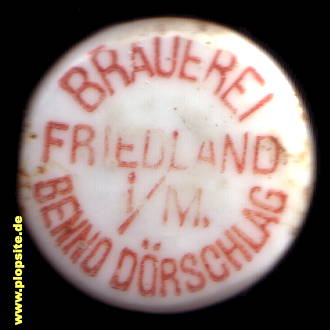 BRAUEREI
FRIEDLAND
i/M.
BENNO DÖRSCHLAG
www.plopsite.de